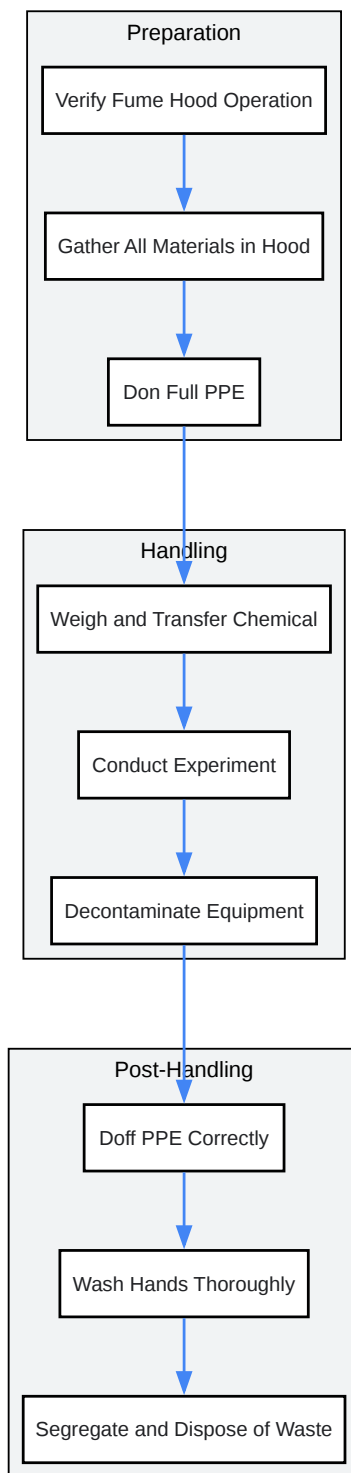 Preparation
Verify Fume Hood Operation
Gather All Materials in Hood
Don Full PPE
Handling
Weigh and Transfer Chemical
Conduct Experiment
Decontaminate Equipment
Post-Handling
Doff PPE Correctly
Wash Hands Thoroughly
Segregate and Dispose of Waste